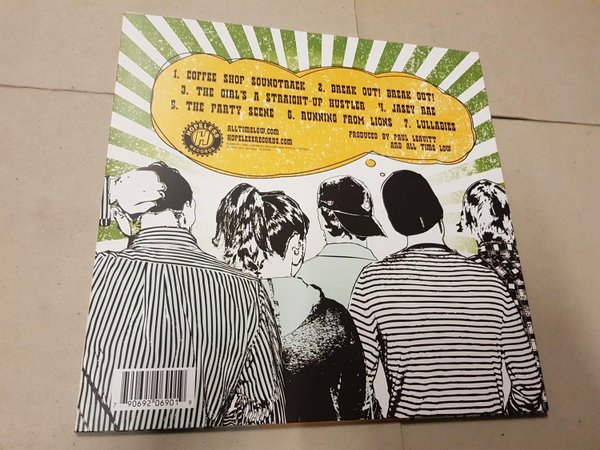 1. COFFEE SHOP SOUNDTRACK 2. BREAK OUT! BREAK OUT!
3. THE GIRL'S A STRAIGHT-UP HUSTLER 4. JASEY RAE
5. THE PARTY SCENE 6. RUNNING FROM LIONS 7. LULLABIES
HOPELESS
RECORDS
ALLTIMELOW.COM
HOPELESSRECORDS.COM
PRODUCED BY PAUL LEAVITT
AND ALL TIME LOW
7 90692 06901 9